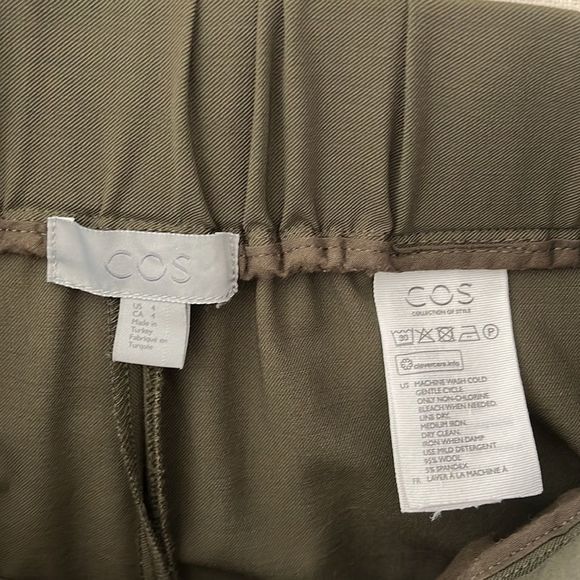 COS
US 4
CA 4
Made in
Turkey
Fabriqué en
Turquie
COS
COLLECTION OF STYLE
30
P
clevercare.info
US MACHINE WASH COLD
GENTLE CYCLE
ONLY NON-CHLORINE
BLEACH WHEN NEEDED.
LINE DRY.
MEDIUM IRON.
DRY CLEAN.
IRON WHEN DAMP
USE MILD DETERGENT
95% WOOL
5% SPANDEX
FR LAVER À LA MACHINE À